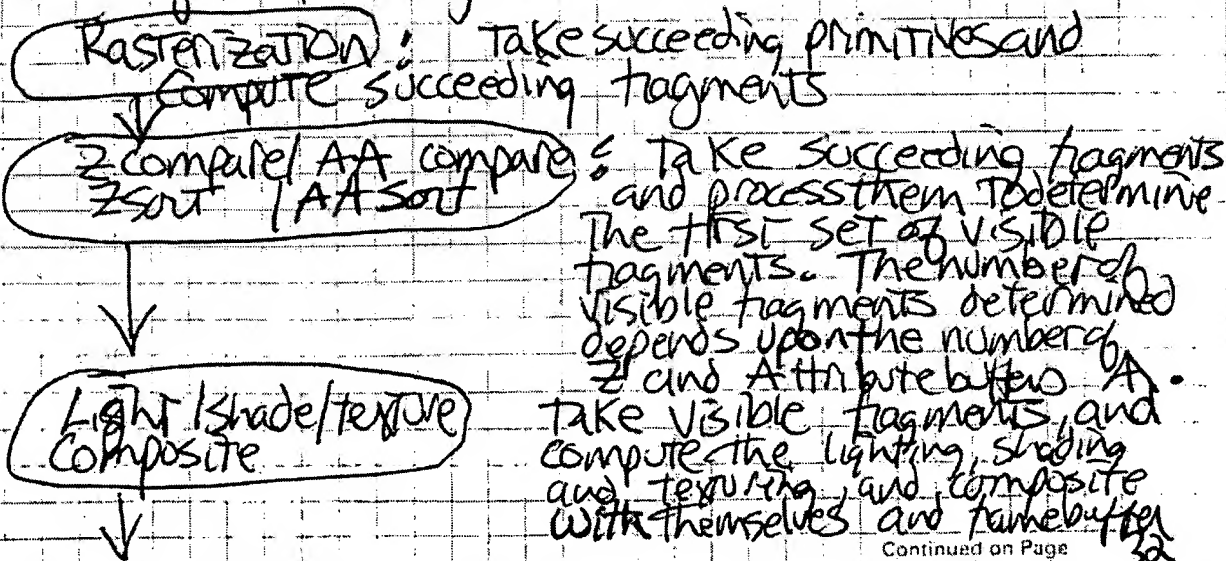 Rasterization : Take succeeding primitives and
compute succeeding fragments
Z compare/ AA compare : Take succeeding fragments
Z sort / AA Sort and process them to determine
the first set of visible
fragments. The number of
visible fragments determined
depends upon the number of
Z and Attribute buffers A.
Light/shade/texture Take visible fragments, and
composite compute the lighting, shading
and texturing, and composite
with themselves and framebuffer
Continued on Page 32